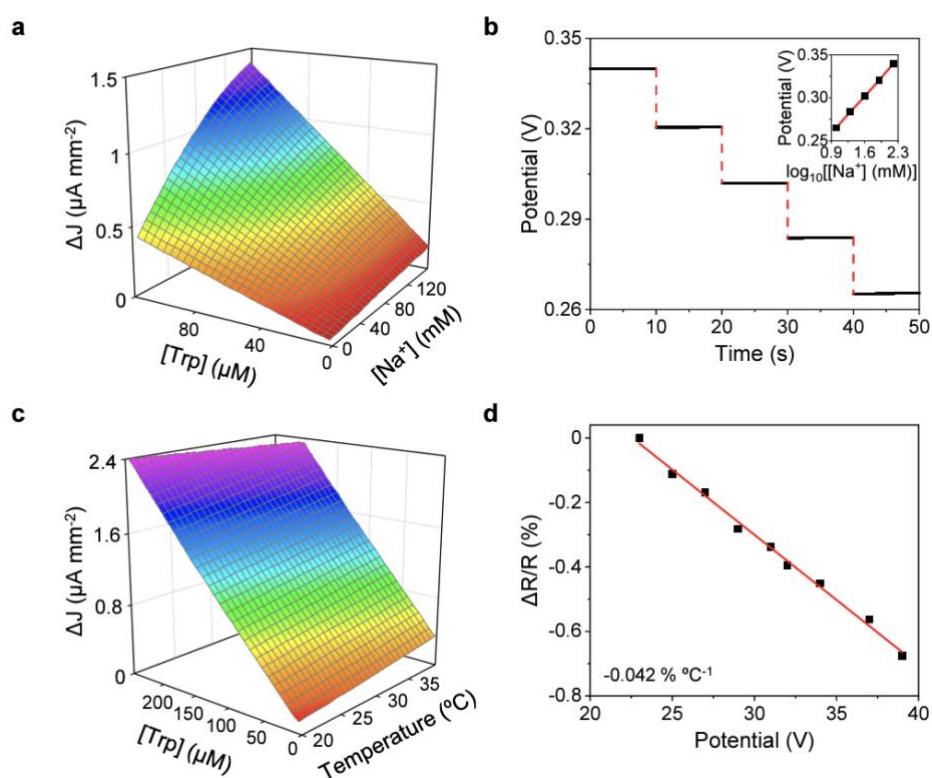 a
1.5
1
0.5
0
ΔJ (µA mm⁻²)
80
40
0
[Trp] (µM)
0
40
80
120
[Na⁺] (mM)
b
0.35
0.32
0.29
0.26
Potential (V)
0
10
20
30
40
50
Time (s)
0.35
0.30
0.25
Potential (V)
0.9
1.6
2.3
log₁₀[[Na⁺] (mM)]
c
2.4
1.6
0.8
0
ΔJ (µA mm⁻²)
200
150
100
50
0
[Trp] (µM)
20
25
30
35
Temperature (ºC)
d
0
-0.2
-0.4
-0.6
-0.8
ΔR/R (%)
-0.042 % ºC⁻¹
20
25
30
35
40
Potential (V)